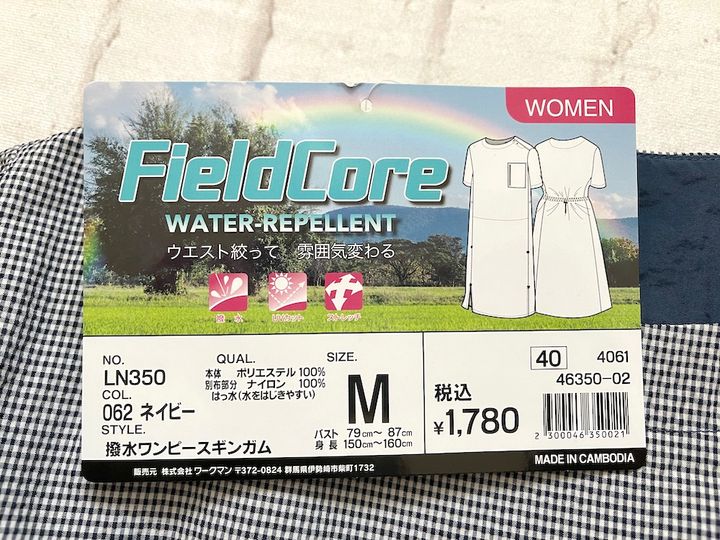 WOMEN
FieldCore
WATER-REPELLENT
ウエスト絞って 雰囲気変わる
撥水 UVカット ストレッチ
NO.
LN350
COL.
062 ネイビー
STYLE.
撥水ワンピースギンガム
QUAL.
本体 ポリエステル 100%
別布部分 ナイロン 100%
はっ水(水をはじきやすい)
SIZE.
M
バスト 79cm~ 87cm
身長 150cm~160cm
40 4061
46350-02
税込
¥1,780
2 300046 350021
販売元 株式会社 ワークマン 〒372-0824 群馬県伊勢崎市柴町1732
MADE IN CAMBODIA